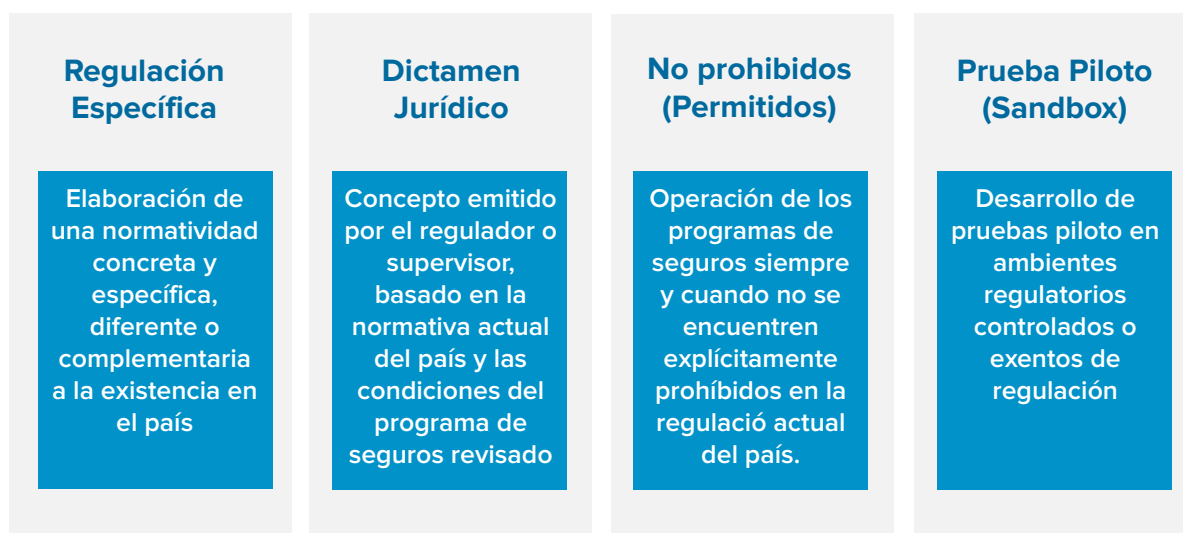 Regulación
Específica
Elaboración de
una normatividad
concreta y
específica,
diferente o
complementaria
a la existencia en
el país
Dictamen
Jurídico
Concepto emitido
por el regulador o
supervisor,
basado en la
normativa actual
del país y las
condiciones del
programa de
seguros revisado
No prohibidos
(Permitidos)
Operación de los
programas de
seguros siempre
y cuando no se
encuentren
explícitamente
prohíbidos en la
regulació actual
del país.
Prueba Piloto
(Sandbox)
Desarrollo de
pruebas piloto en
ambientes
regulatorios
controlados o
exentos de
regulación